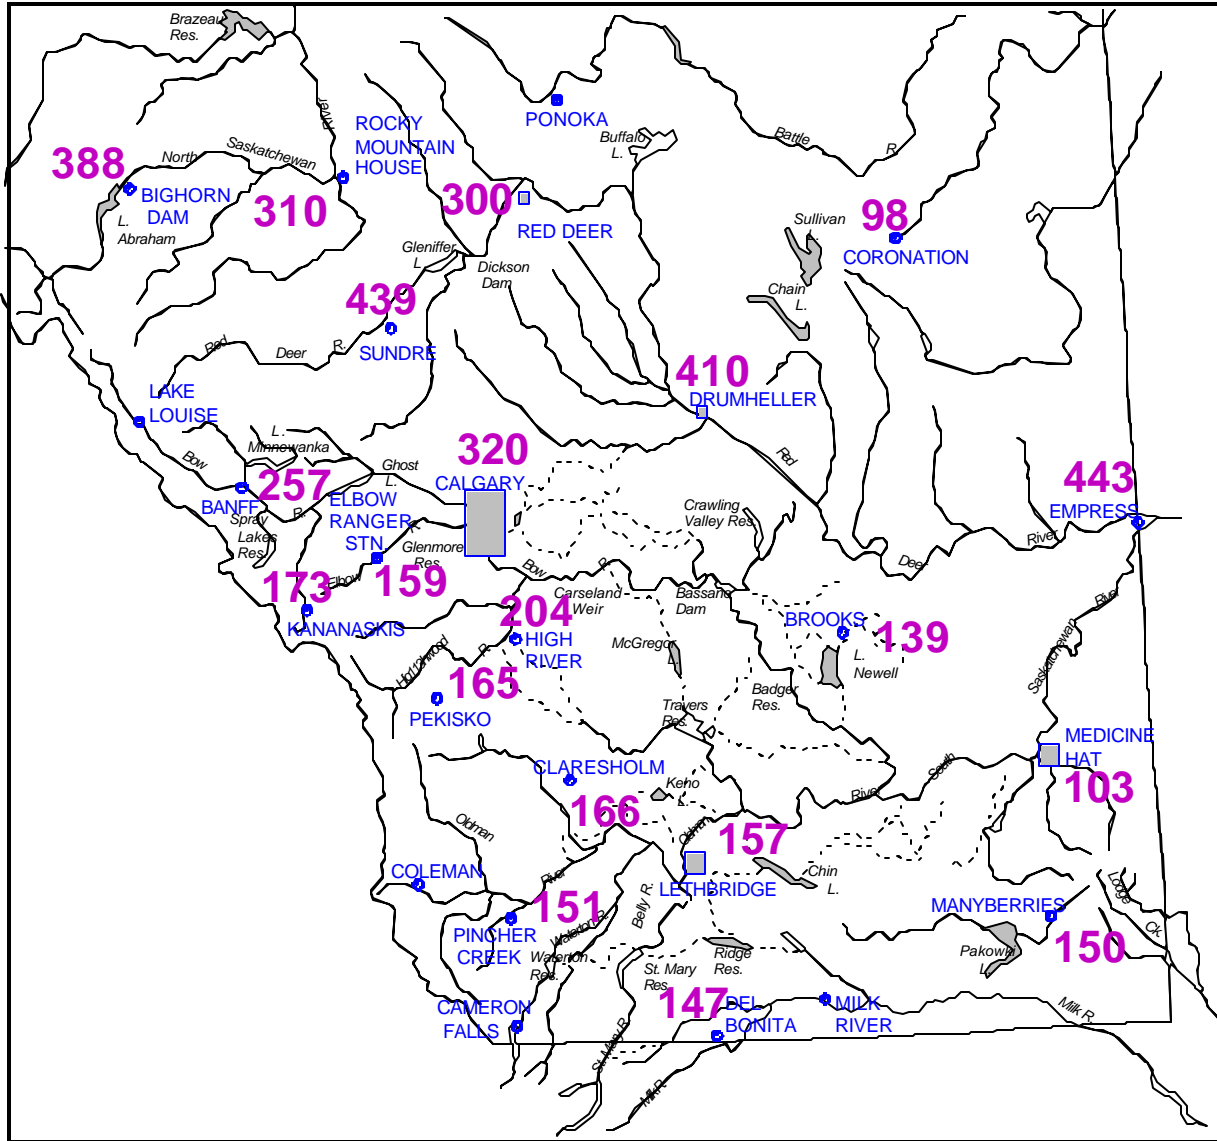 Brazeau
Res.
River
ROCKY
MOUNTAIN
HOUSE
PONOKA
Buffalo
L.
Battle
R.
388
North
Saskatchewan
BIGHORN
DAM
L.
Abraham
310
300
RED DEER
Sullivan
L.
98
CORONATION
Gleniffer
L.
Dickson
Dam
Chain
L.
439
SUNDRE
Red
Deer
R.
410
DRUMHELLER
LAKE
LOUISE
L.
Minnewanka
Bow
BANFF
257
R.
Ghost
L.
320
CALGARY
Red
443
EMPRESS
ELBOW
RANGER
STN.
R.
Spray
Lakes
Res.
Glenmore
Res.
Crawling
Valley Res.
Deer
River
173
KANANASKIS
Elbow
159
Bow
R.
Carseland
Weir
Bassano
Dam
204
HIGH
RIVER
BROOKS
139
L.
Newell
McGregor
L.
Saskatchewan
River
R.
165
PEKISKO
Badger
Res.
Travers
Res.
MEDICINE
HAT
103
CLARESHOLM
166
Keho
L.
River
South
Oldman
Oldman
157
LETHBRIDGE
Chin
L.
COLEMAN
River
151
PINCHER
CREEK
Waterton R.
Waterton
Res.
Belly R.
MANYBERRIES
150
Pakowki
L.
Lodge
Ck
Ridge
Res.
St. Mary
Res.
147
DEL
BONITA
MILK
RIVER
Milk R.
CAMERON
FALLS
St. Mary R.
Milk R.